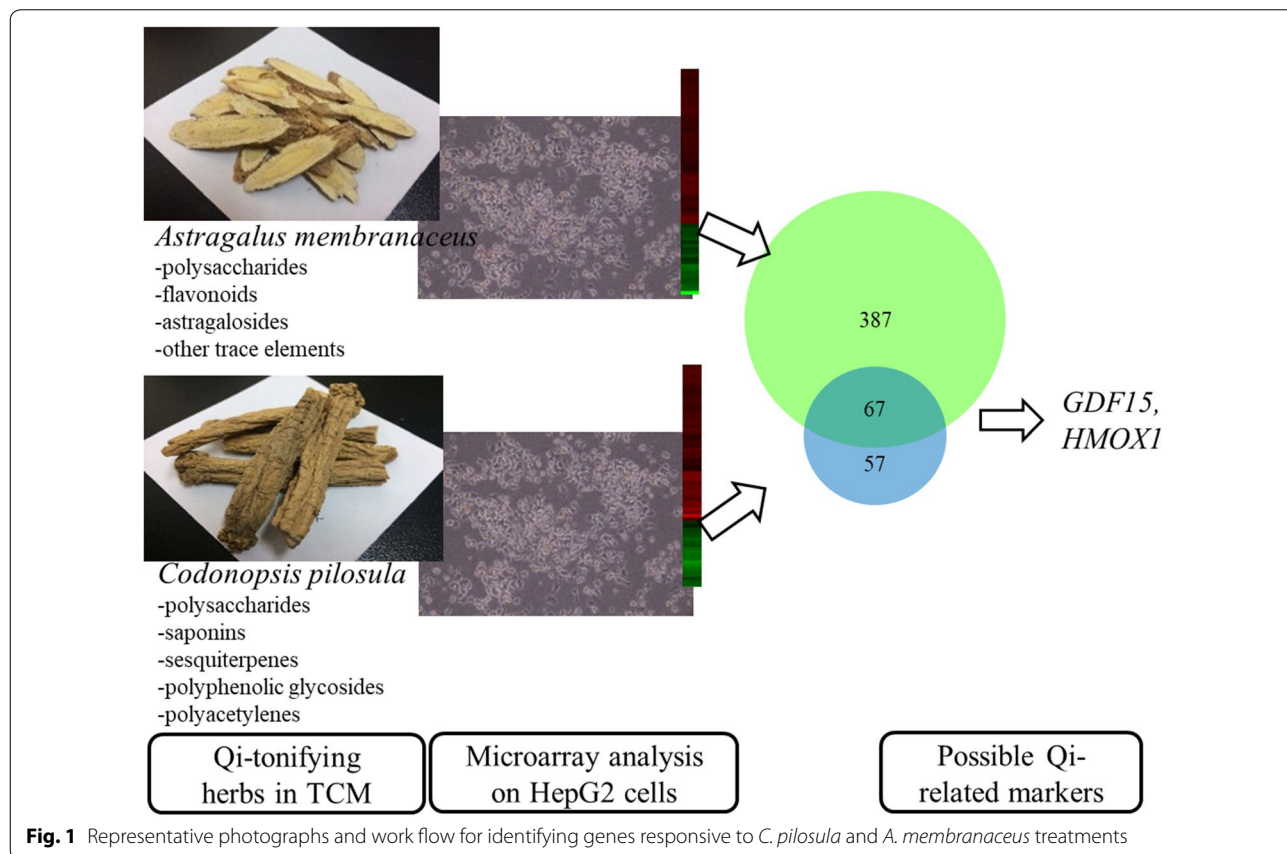 Astragalus membranaceus
-polysaccharides
-flavonoids
-astragalosides
-other trace elements
Codonopsis pilosula
-polysaccharides
-saponins
-sesquiterpenes
-polyphenolic glycosides
-polyacetylenes
387
67
57
GDF15,
HMOX1
Qi-tonifying
herbs in TCM
Microarray analysis
on HepG2 cells
Possible Qi-
related markers
Fig. 1 Representative photographs and work flow for identifying genes responsive to C. pilosula and A. membranaceus treatments